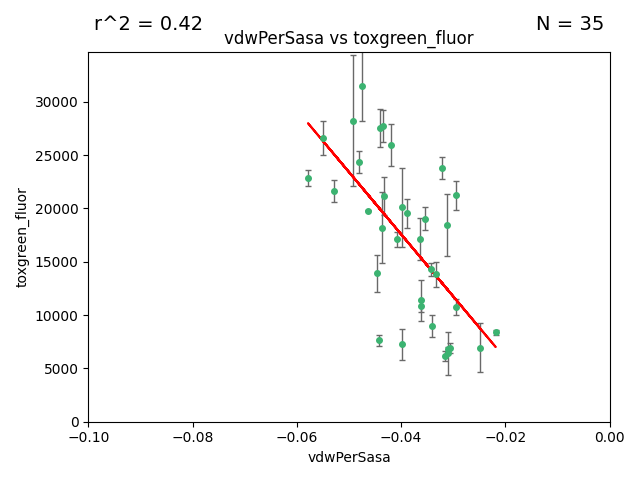 r^2 = 0.42
N = 35
vdwPerSasa vs toxgreen_fluor
toxgreen_fluor
30000
25000
20000
15000
10000
5000
0
−0.10
−0.08
−0.06
−0.04
−0.02
0.00
vdwPerSasa